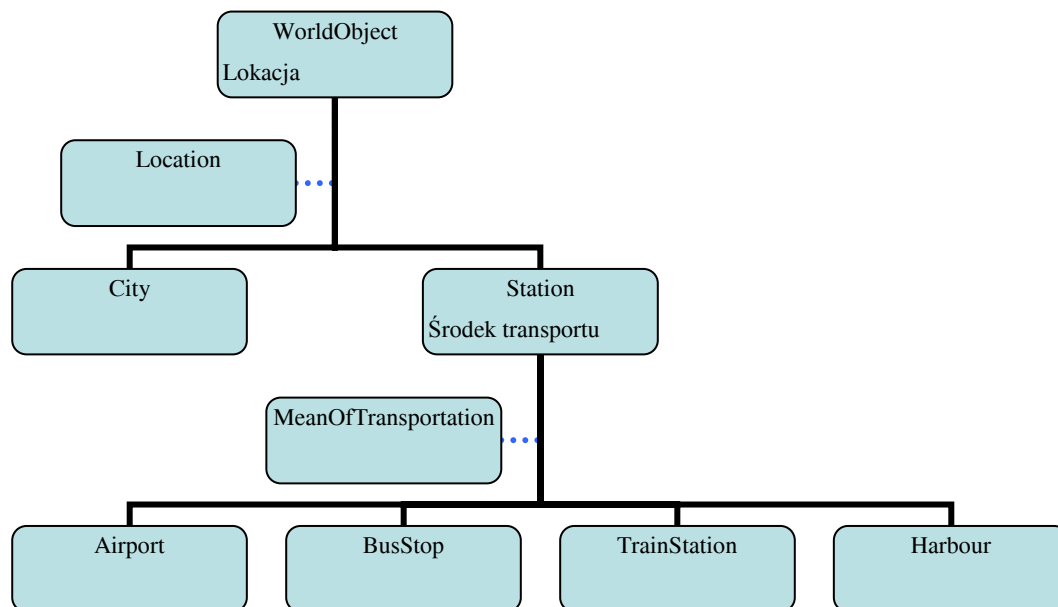 WorldObject
Lokacja
Location
City
Station
Środek transportu
MeanOfTransportation
Airport
BusStop
TrainStation
Harbour